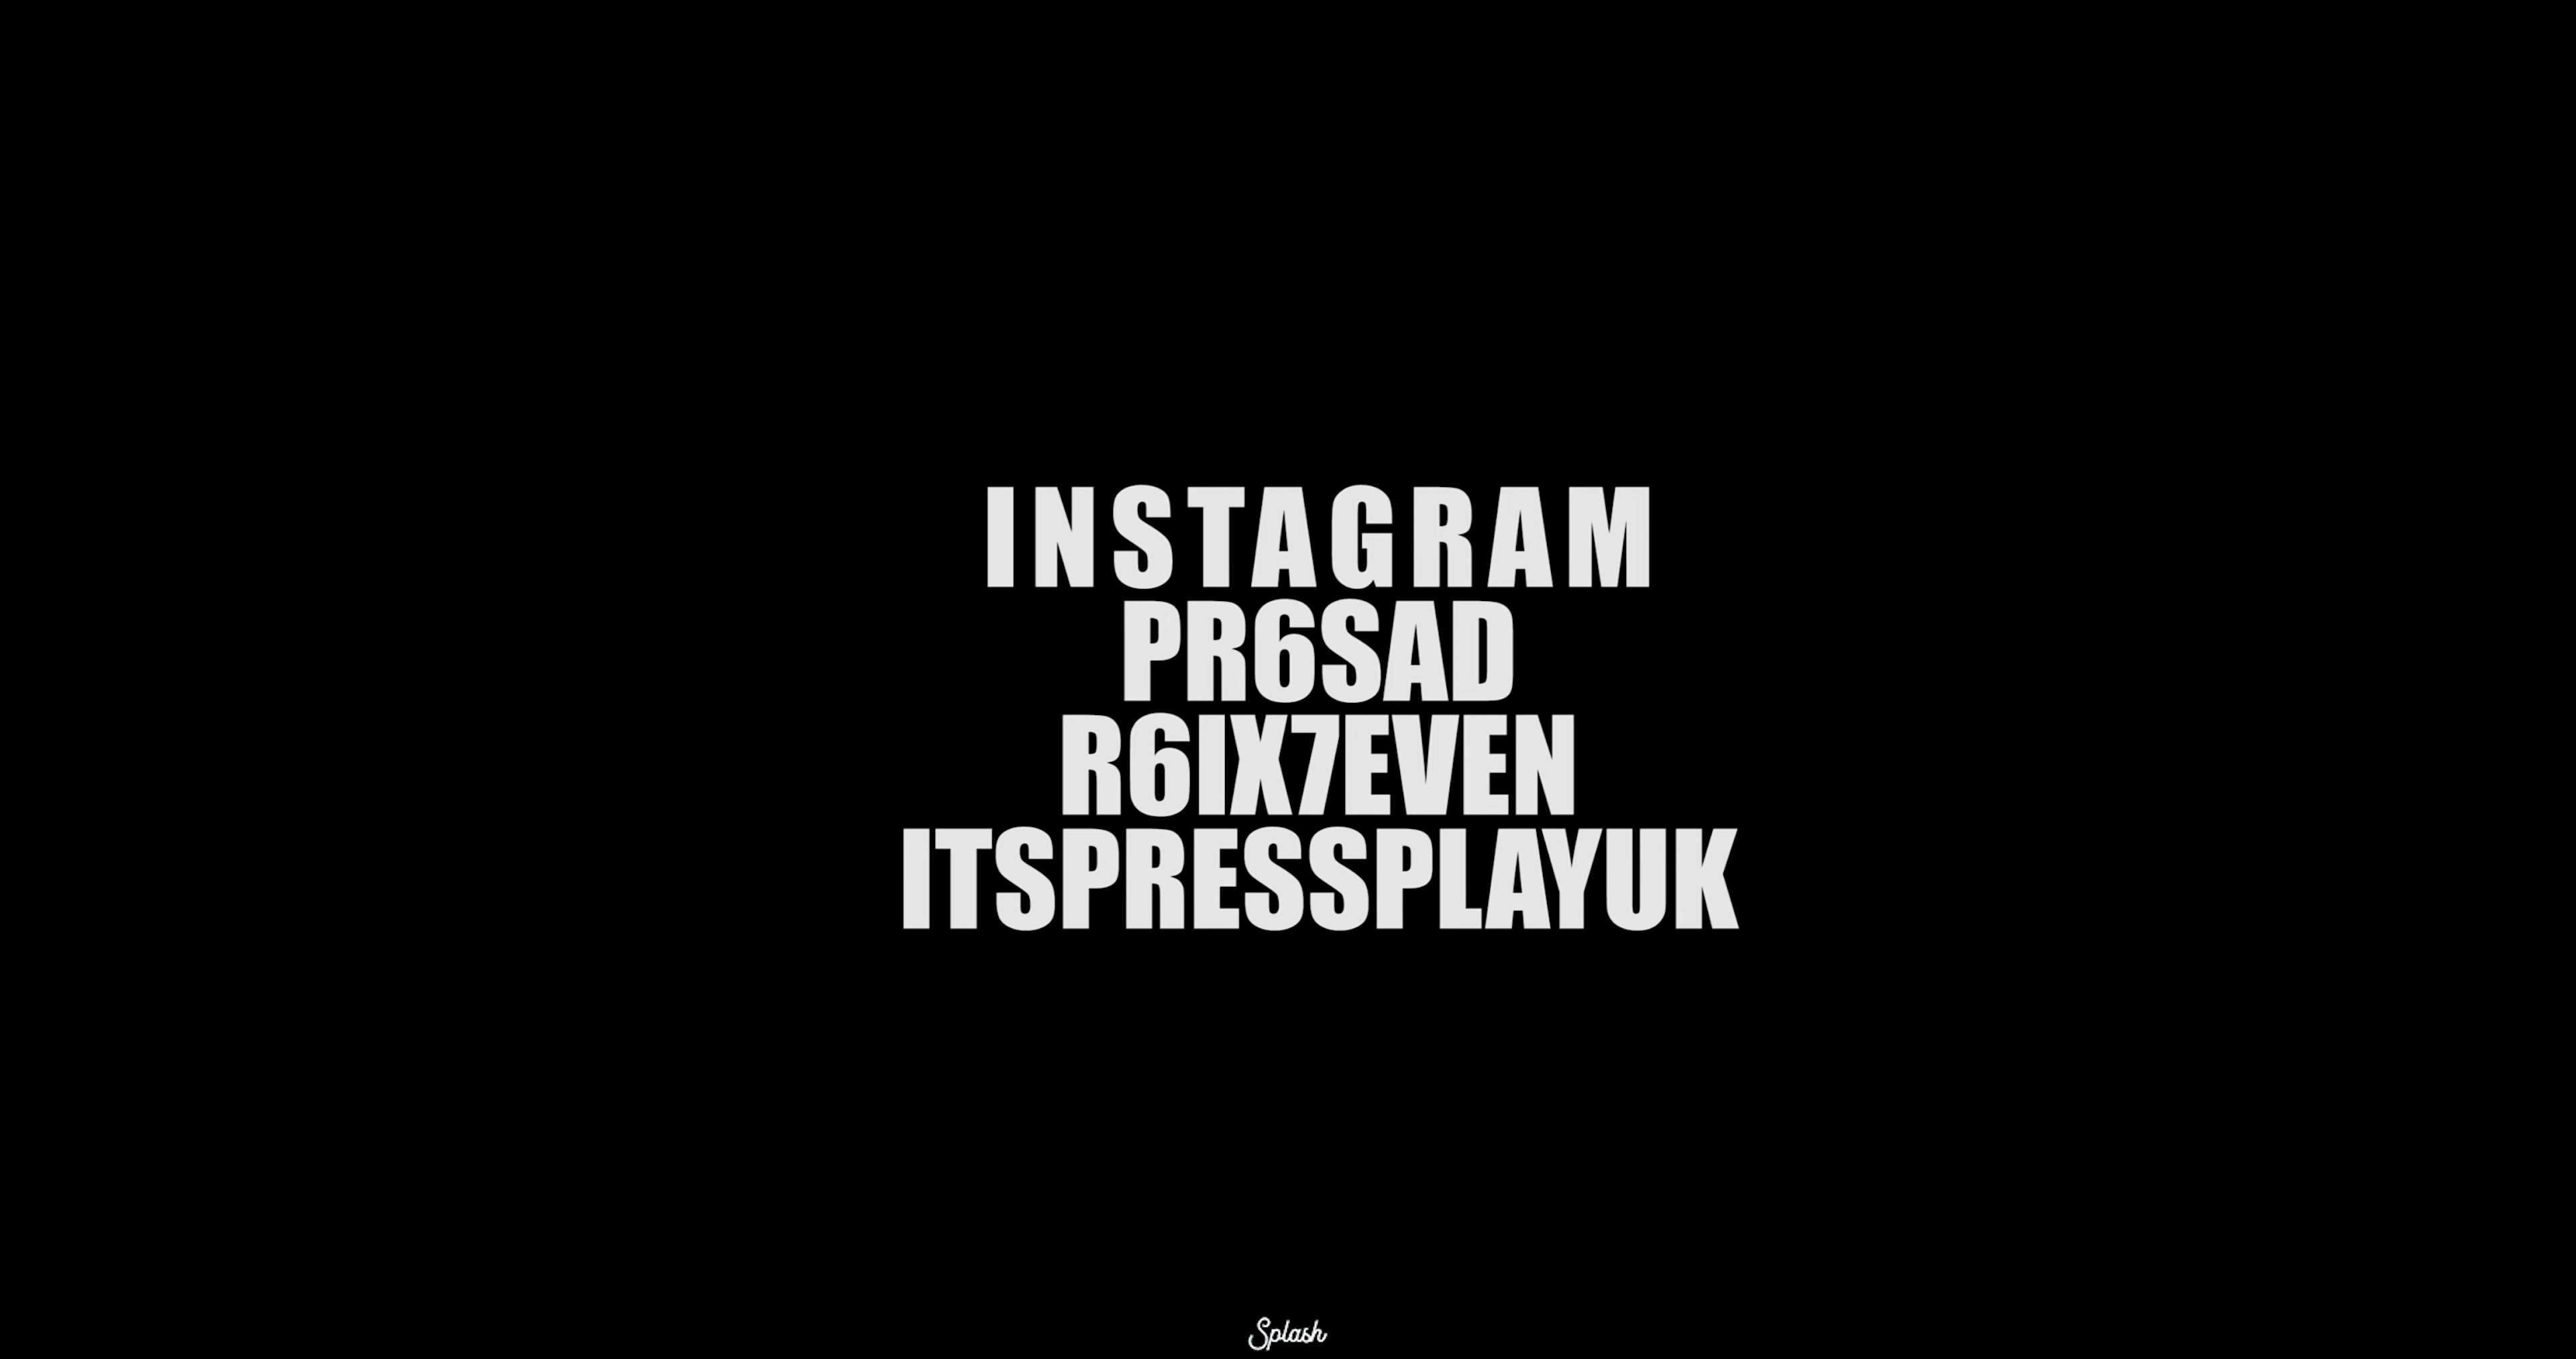 INSTAGRAM
PR6SAD
R6IX7EVEN
ITSPRESSPLAYUK
Splash